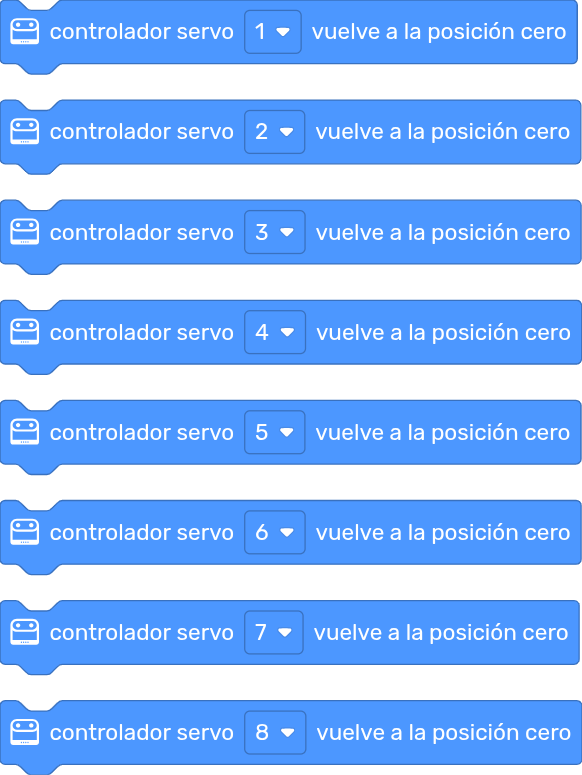 controlador servo 1 vuelve a la posición cero
controlador servo 2 vuelve a la posición cero
controlador servo 3 vuelve a la posición cero
controlador servo 4 vuelve a la posición cero
controlador servo 5 vuelve a la posición cero
controlador servo 6 vuelve a la posición cero
controlador servo 7 vuelve a la posición cero
controlador servo 8 vuelve a la posición cero